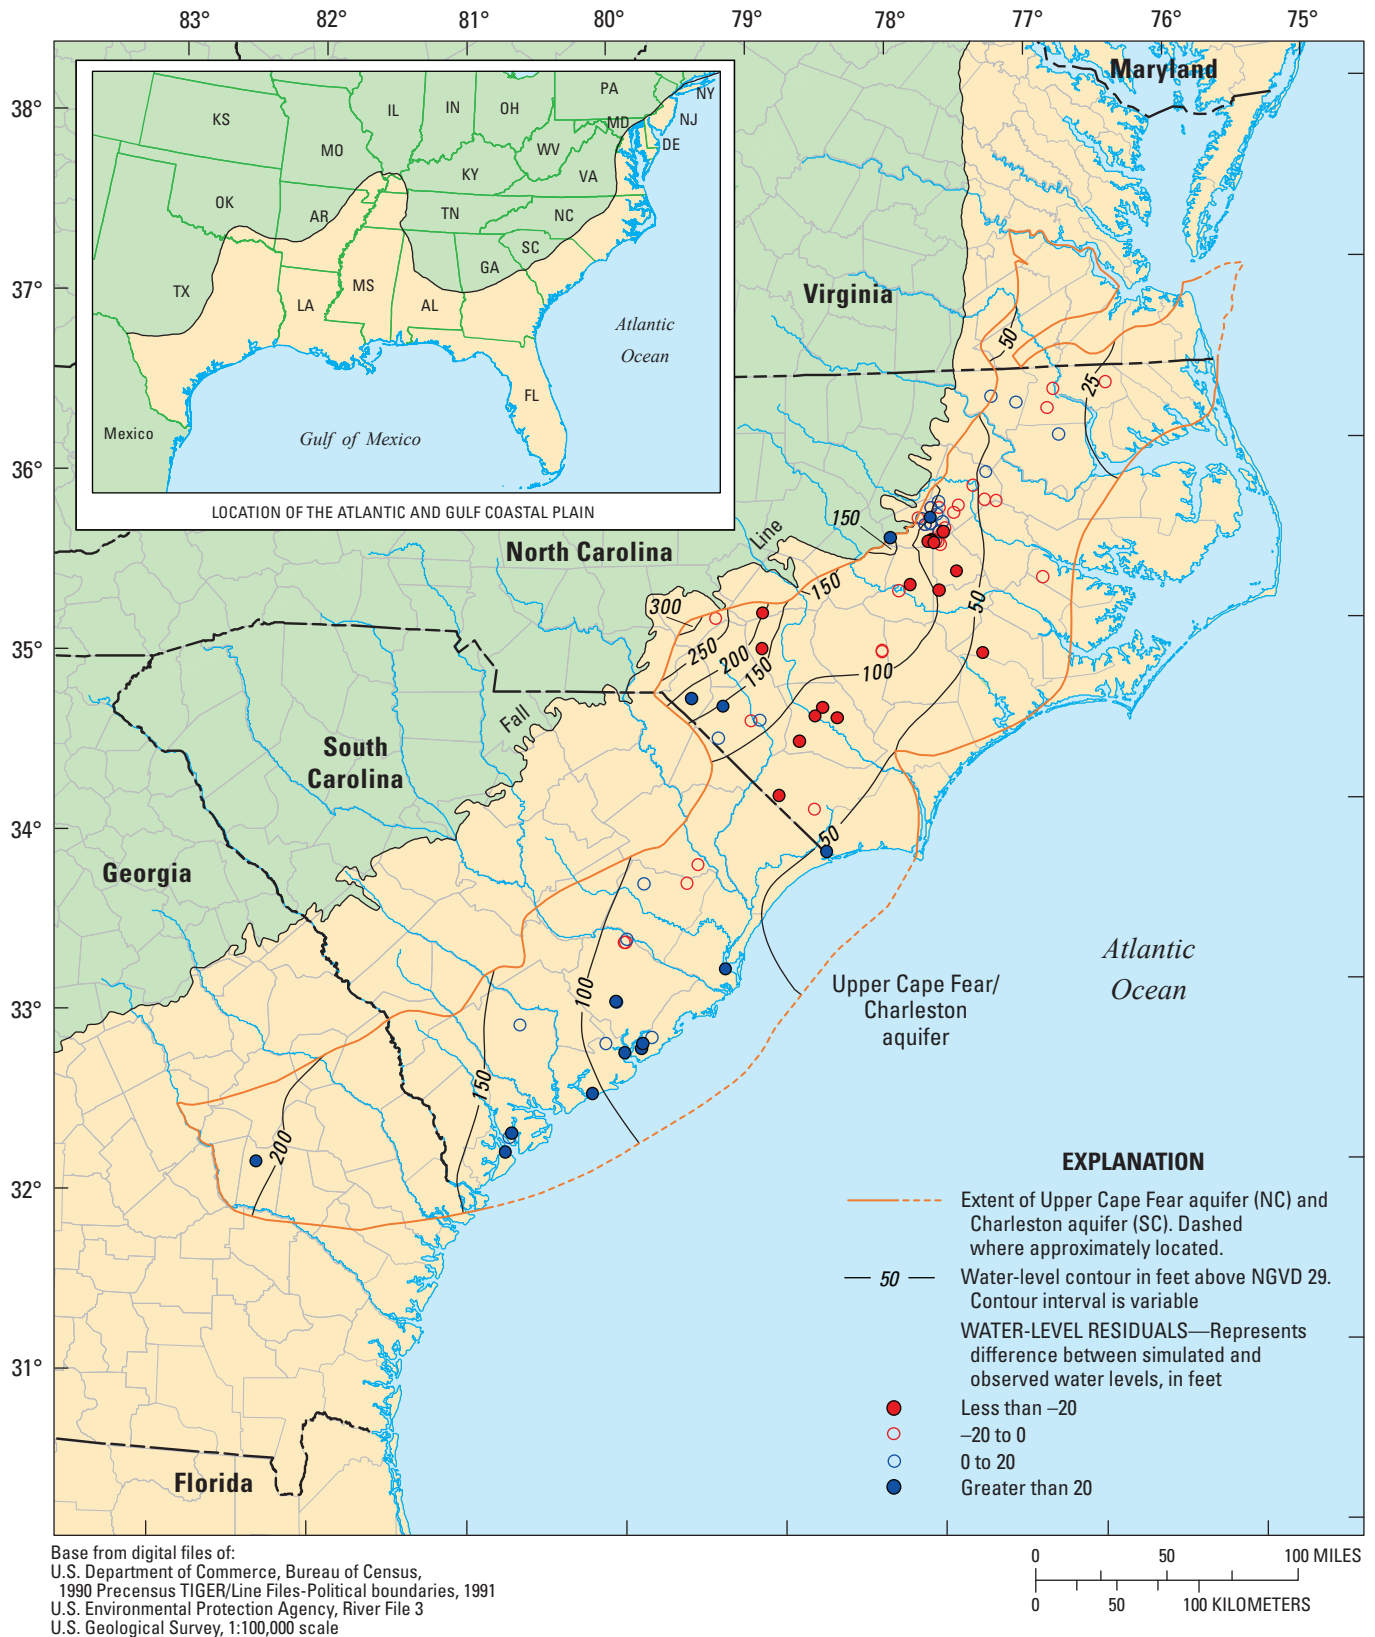 83° 82° 81° 80° 79° 78° 77° 76° 75°
38°
37°
36°
35°
34°
33°
32°
31°
KS
MO
IL
IN
OH
PA
NY
NJ
MD
DE
WV
VA
KY
OK
AR
TN
NC
SC
GA
TX
LA
MS
AL
FL
Mexico
Gulf of Mexico
Atlantic
Ocean
LOCATION OF THE ATLANTIC AND GULF COASTAL PLAIN
Maryland
Virginia
North Carolina
South
Carolina
Georgia
Florida
Fall
Line
50
25
150
150
300
250
200
150
100
50
50
100
150
200
Upper Cape Fear/
Charleston
aquifer
Atlantic
Ocean
EXPLANATION
Extent of Upper Cape Fear aquifer (NC) and
Charleston aquifer (SC). Dashed
where approximately located.
50 Water-level contour in feet above NGVD 29.
Contour interval is variable
WATER-LEVEL RESIDUALS—Represents
difference between simulated and
observed water levels, in feet
Less than –20
–20 to 0
0 to 20
Greater than 20
Base from digital files of:
U.S. Department of Commerce, Bureau of Census,
1990 Precensus TIGER/Line Files-Political boundaries, 1991
U.S. Environmental Protection Agency, River File 3
U.S. Geological Survey, 1:100,000 scale
0 50 100 MILES
0 50 100 KILOMETERS